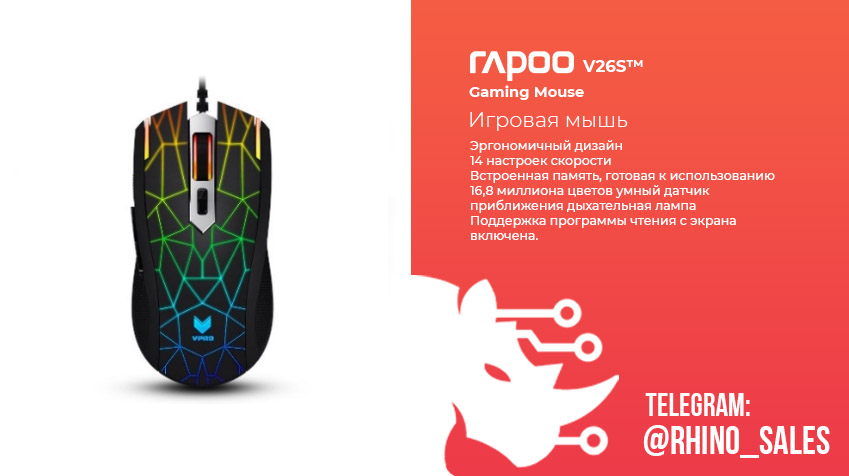 rapoo V26S™
Gaming Mouse
Игровая мышь
Эргономичный дизайн
14 настроек скорости
Встроенная память, готовая к использованию
16,8 миллиона цветов умный датчик
приближения дыхательная лампа
Поддержка программы чтения с экрана
включена.
VPRO
TELEGRAM:
@RHINO_SALES